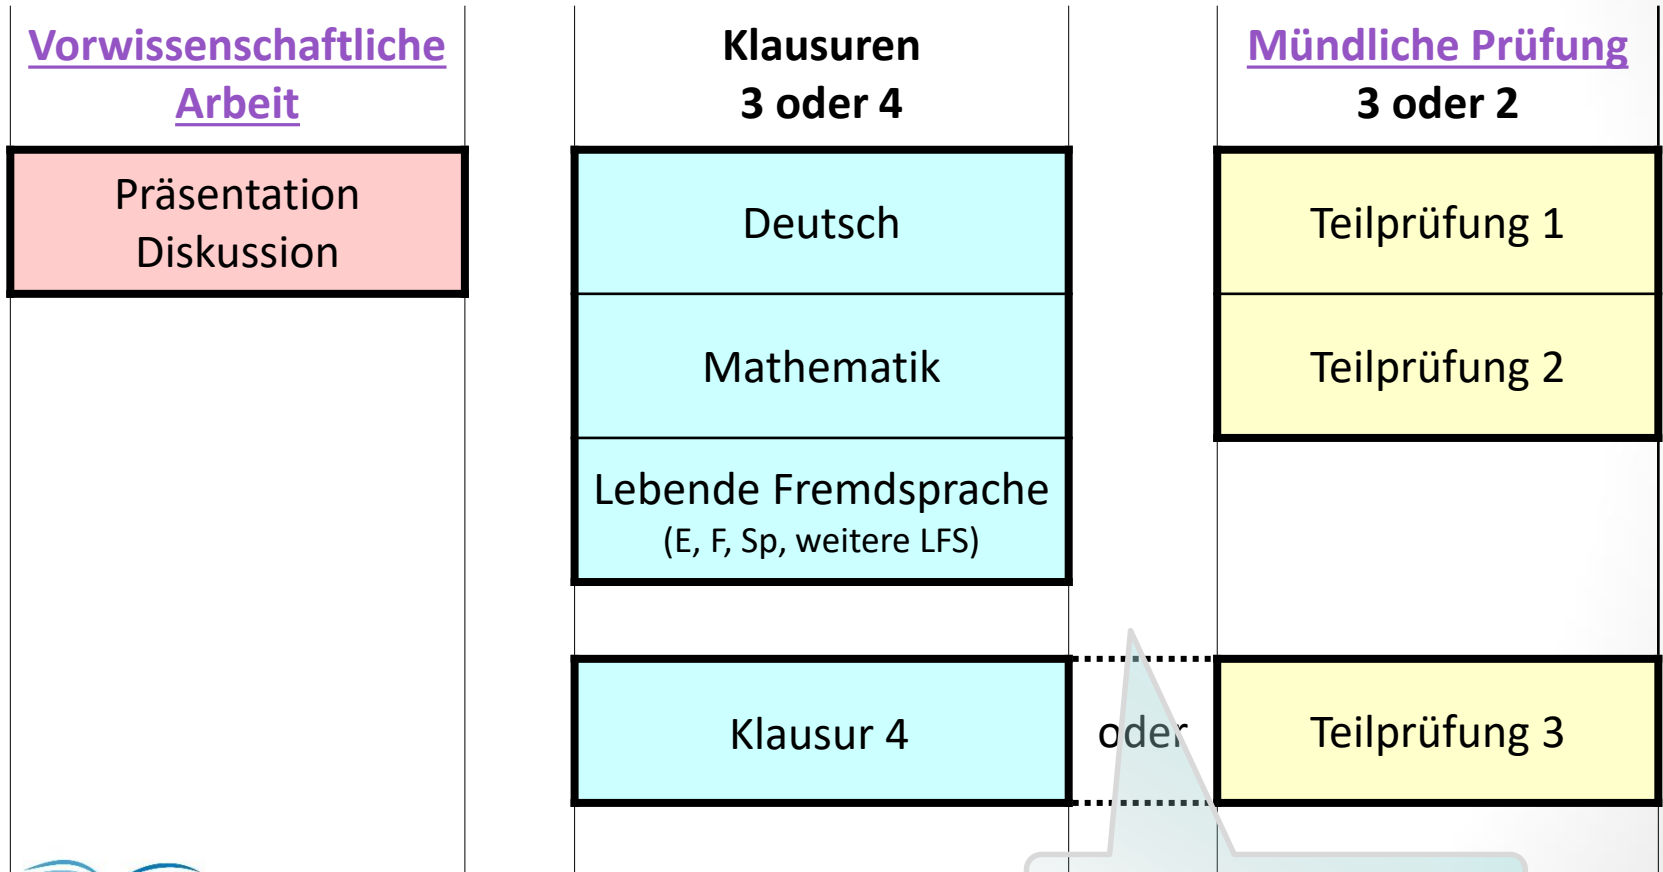 Vorwissenschaftliche
Arbeit
Präsentation
Diskussion
Klausuren
3 oder 4
Deutsch
Mathematik
Lebende Fremdsprache
(E, F, Sp, weitere LFS)
Klausur 4
oder
Mündliche Prüfung
3 oder 2
Teilprüfung 1
Teilprüfung 2
Teilprüfung 3